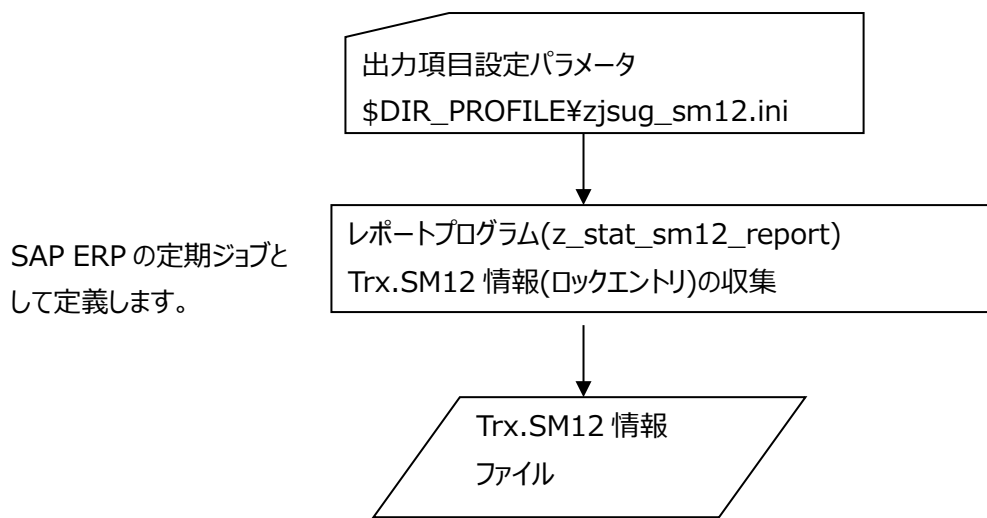 出力項目設定パラメータ
$DIR_PROFILE¥zjsug_sm12.ini
SAP ERP の定期ジョブと
して定義します。
レポートプログラム(z_stat_sm12_report)
Trx.SM12 情報(ロックエントリ)の収集
Trx.SM12 情報
ファイル